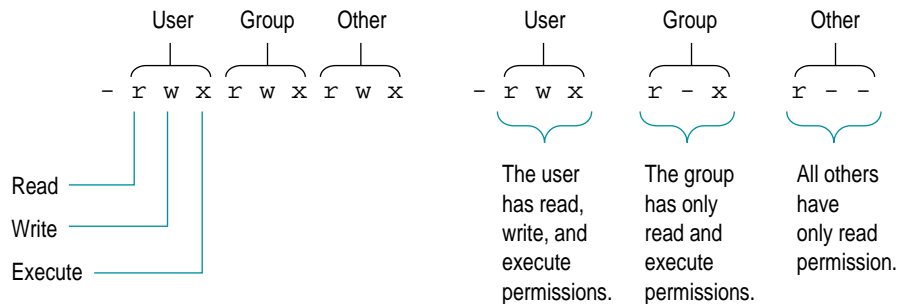 User Group Other
- r w x r w x r w x
Read
Write
Execute
User Group Other
- r w x r - x r - -
The user
has read,
write, and
execute
permissions.
The group
has only
read and
execute
permissions.
All others
have
only read
permission.